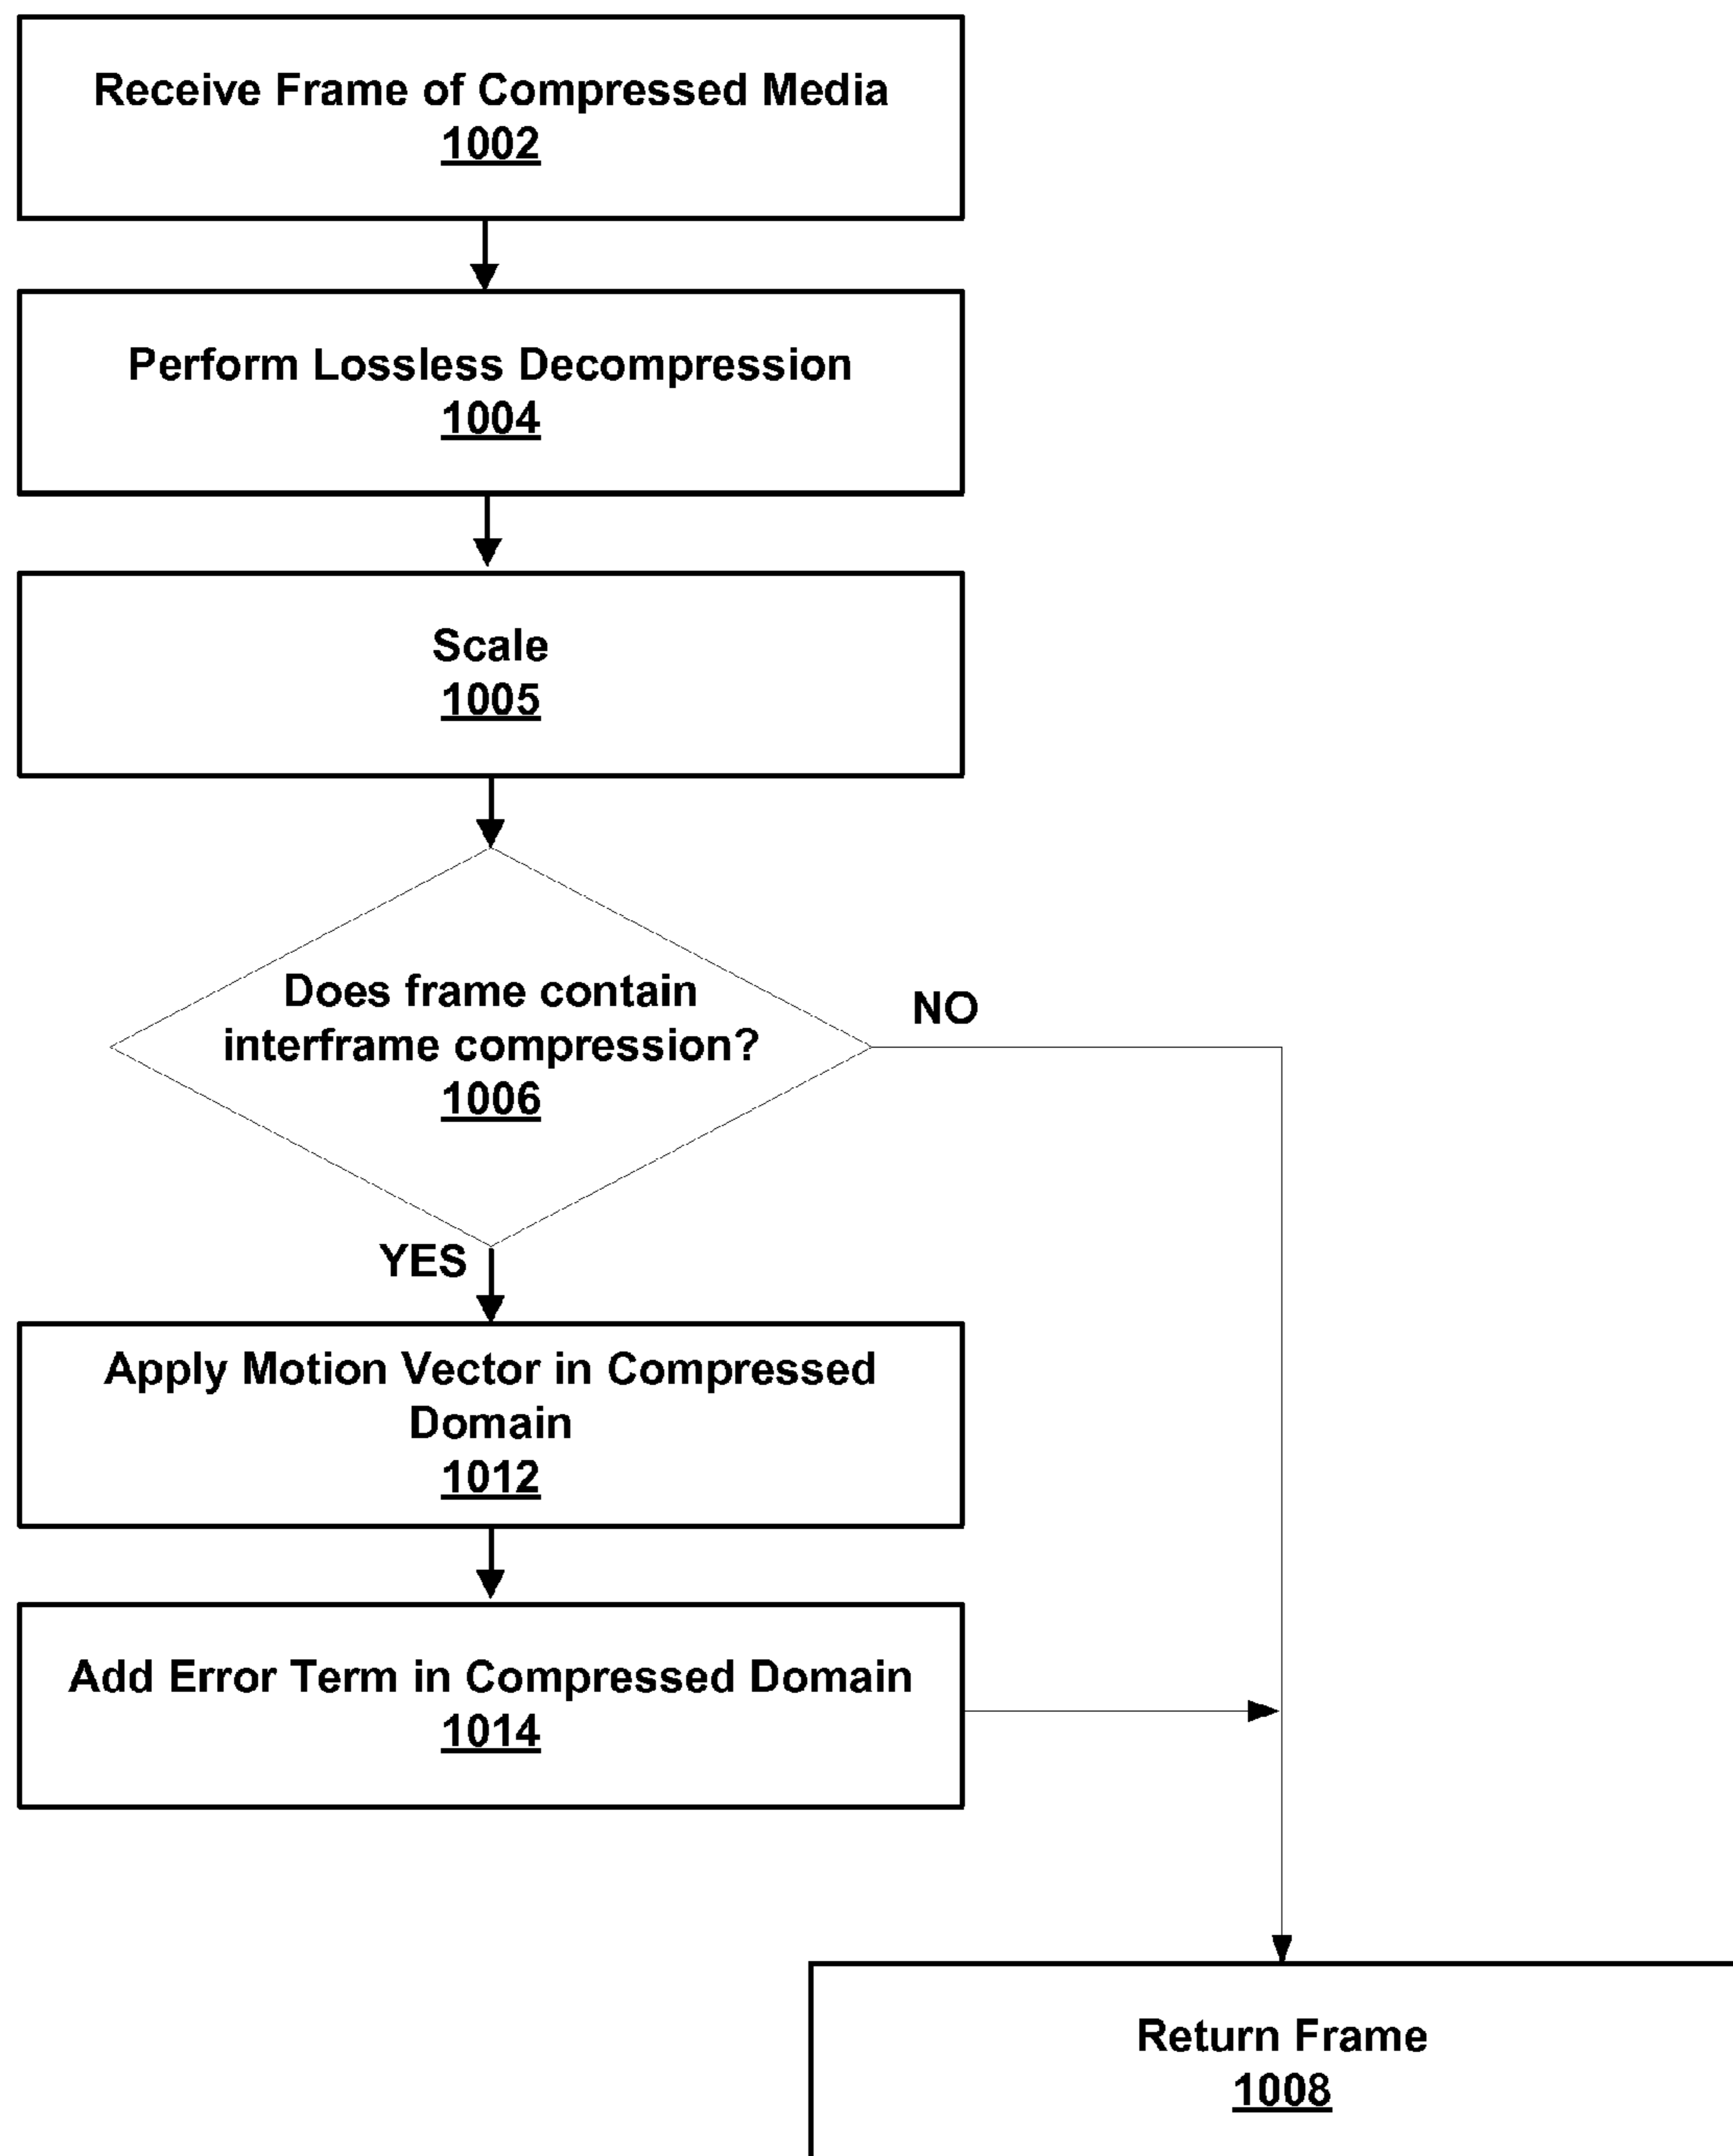 Receive Frame of Compressed Media
1002
Perform Lossless Decompression
1004
Scale
1005
Does frame contain
interframe compression?
1006
NO
YES
Apply Motion Vector in Compressed
Domain
1012
Add Error Term in Compressed Domain
1014
Return Frame
1008